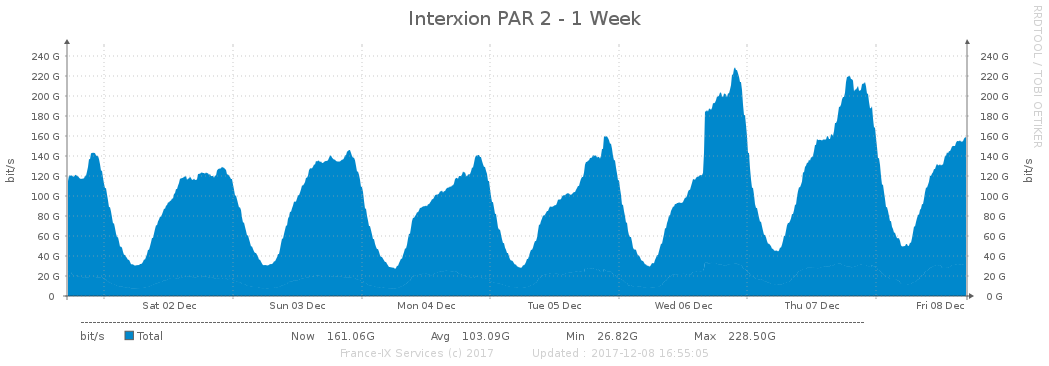 Interxion PAR 2 - 1 Week
RRDTOOL / TOBI OETIKER
bit/s
240 G
220 G
200 G
180 G
160 G
140 G
120 G
100 G
80 G
60 G
40 G
20 G
0
240 G
220 G
200 G
180 G
160 G
140 G
120 G
100 G
80 G
60 G
40 G
20 G
0 G
bit/s
Sat 02 Dec Sun 03 Dec Mon 04 Dec Tue 05 Dec Wed 06 Dec Thu 07 Dec Fri 08 Dec
bit/s Total Now 161.06G Avg 103.09G Min 26.82G Max 228.50G
France-IX Services (c) 2017 Updated : 2017-12-08 16:55:05